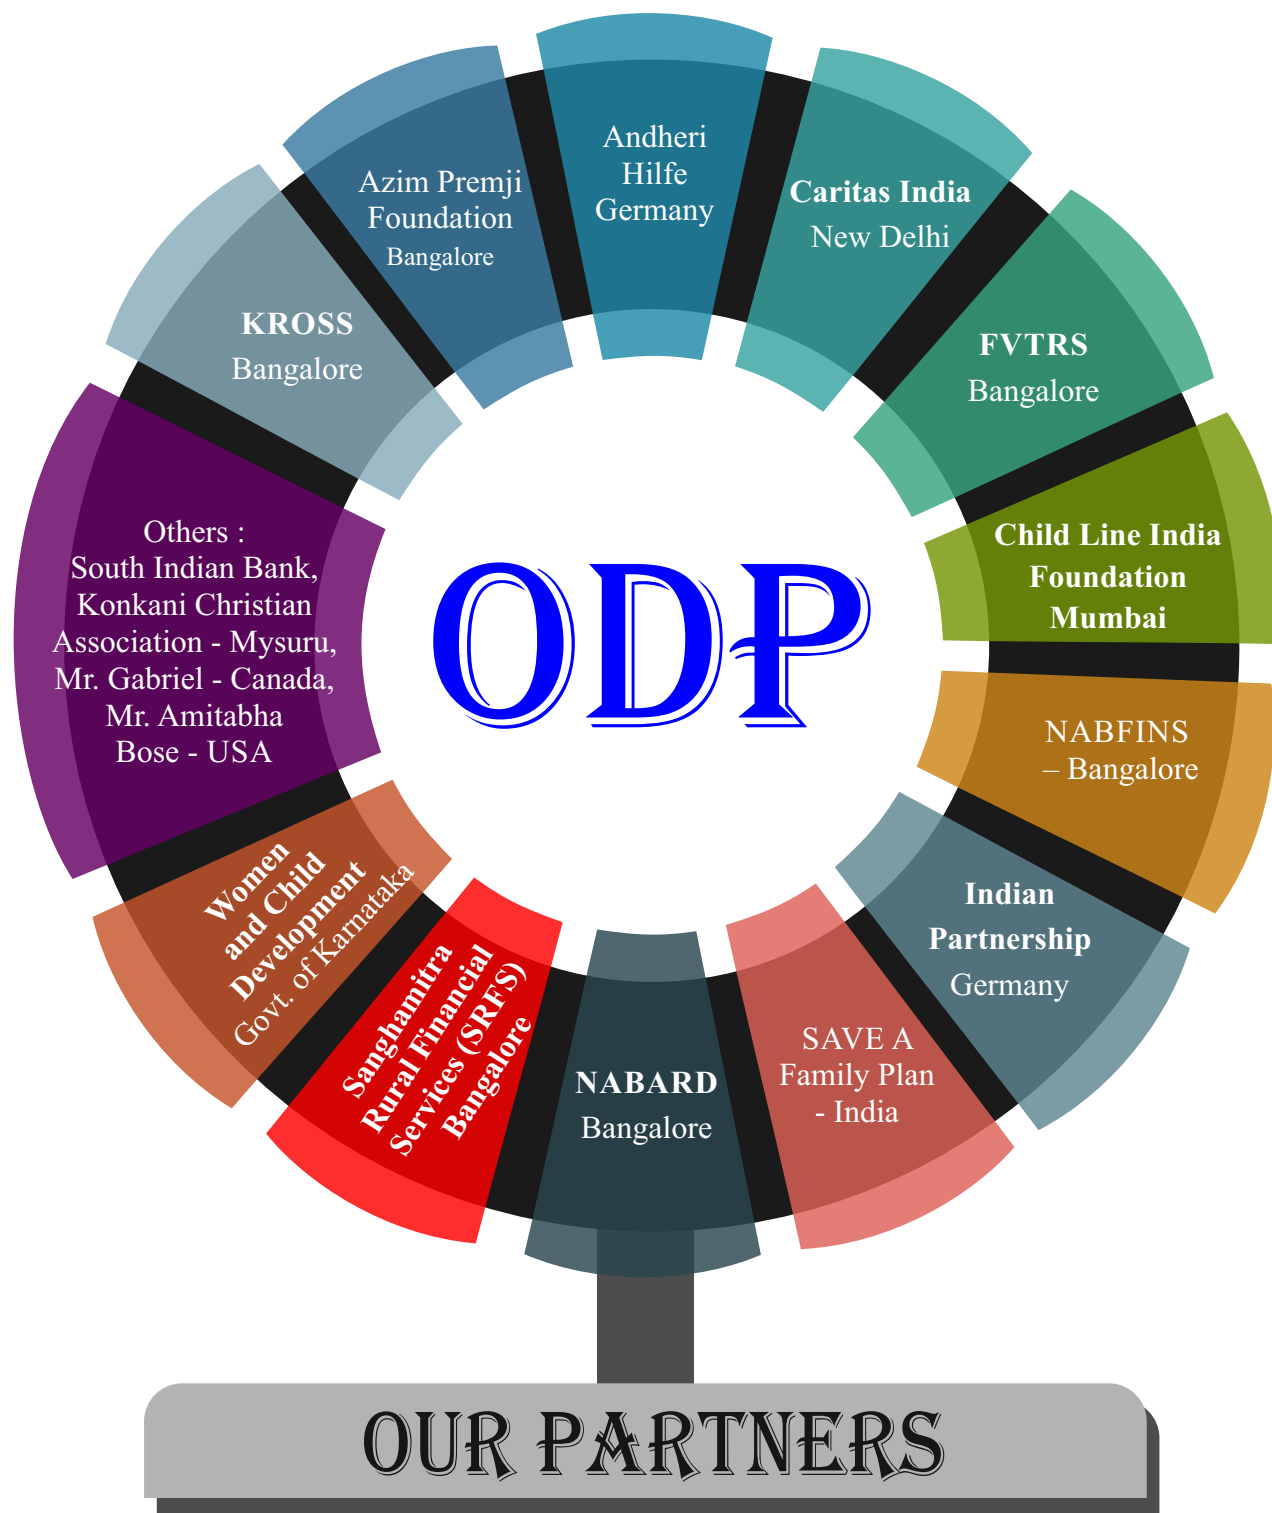 Andheri
Hilfe
Germany
Caritas India
New Delhi
FVTRS
Bangalore
Child Line India
Foundation
Mumbai
NABFINS
– Bangalore
Indian
Partnership
Germany
SAVE A
Family Plan
- India
NABARD
Bangalore
Sanghamitra
Rural Financial
Services (SRFS)
Bangalore
Women
and Child
Development
Govt. of Karnataka
Others :
South Indian Bank,
Konkani Christian
Association - Mysuru,
Mr. Gabriel - Canada,
Mr. Amitabha
Bose - USA
KROSS
Bangalore
Azim Premji
Foundation
Bangalore
ODP
OUR PARTNERS